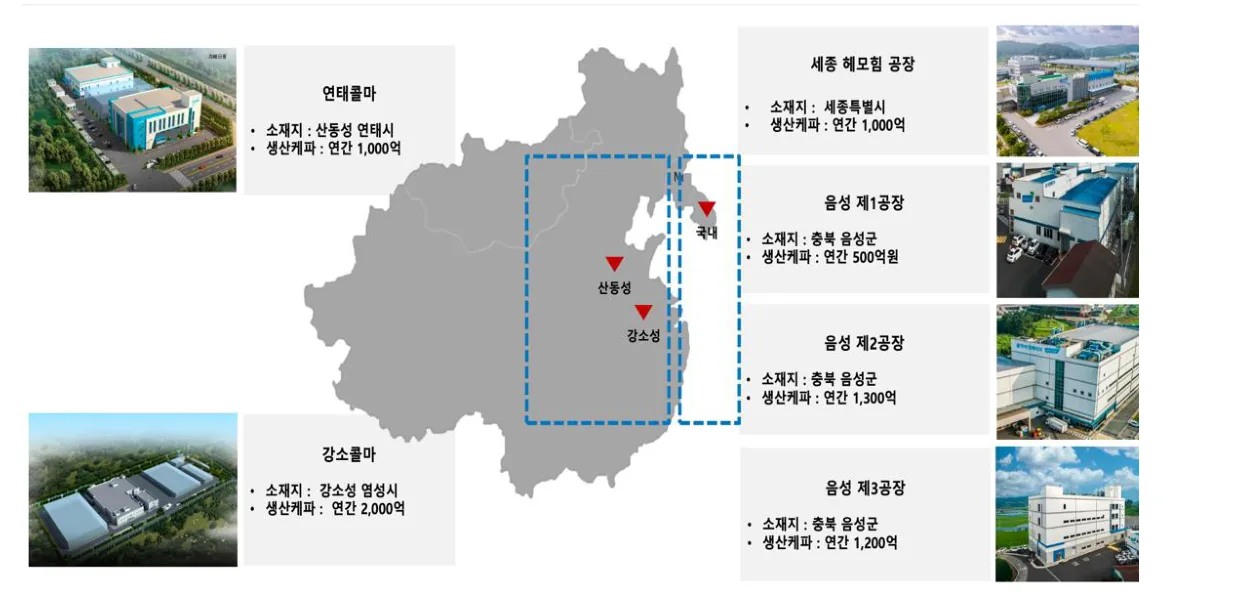 연태콜마
• 소재지 : 산동성 연태시
• 생산케파 : 연간 1,000억
강소콜마
• 소재지 : 강소성 염성시
• 생산케파 : 연간 2,000억
국내
산동성
강소성
세종 헤모힘 공장
• 소재지 : 세종특별시
• 생산케파 : 연간 1,000억
음성 제1공장
• 소재지 : 충북 음성군
• 생산케파 : 연간 500억원
음성 제2공장
• 소재지 : 충북 음성군
• 생산케파 : 연간 1,300억
음성 제3공장
• 소재지 : 충북 음성군
• 생산케파 : 연간 1,200억